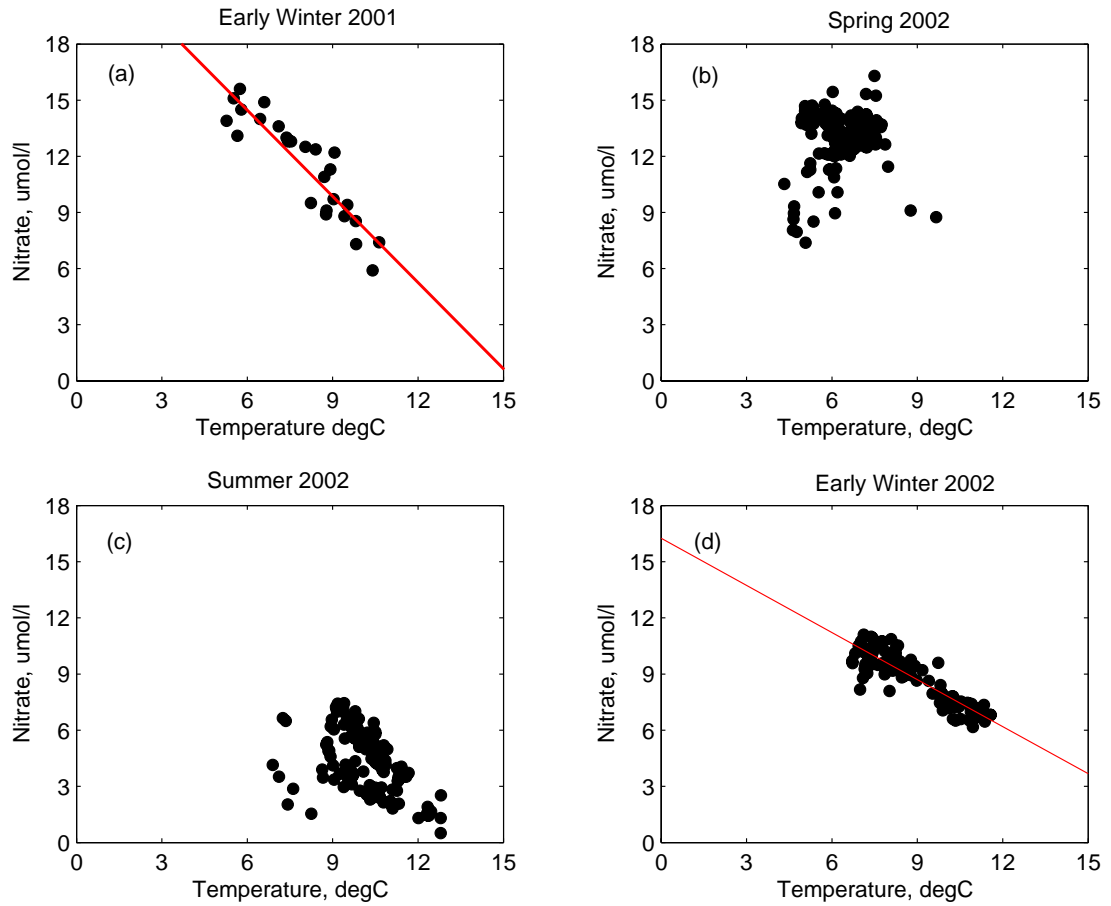 Early Winter 2001
18
15
12
9
6
3
0
Nitrate, umol/l
(a)
0 3 6 9 12 15
Temperature degC
Spring 2002
18
15
12
9
6
3
0
Nitrate, umo/l
(b)
0 3 6 9 12 15
Temperature, degC
Summer 2002
18
15
12
9
6
3
0
Nitrate, umol/l
(c)
0 3 6 9 12 15
Temperature, degC
Early Winter 2002
18
15
12
9
6
3
0
Nitrate, umol/l
(d)
0 3 6 9 12 15
Temperature, degC